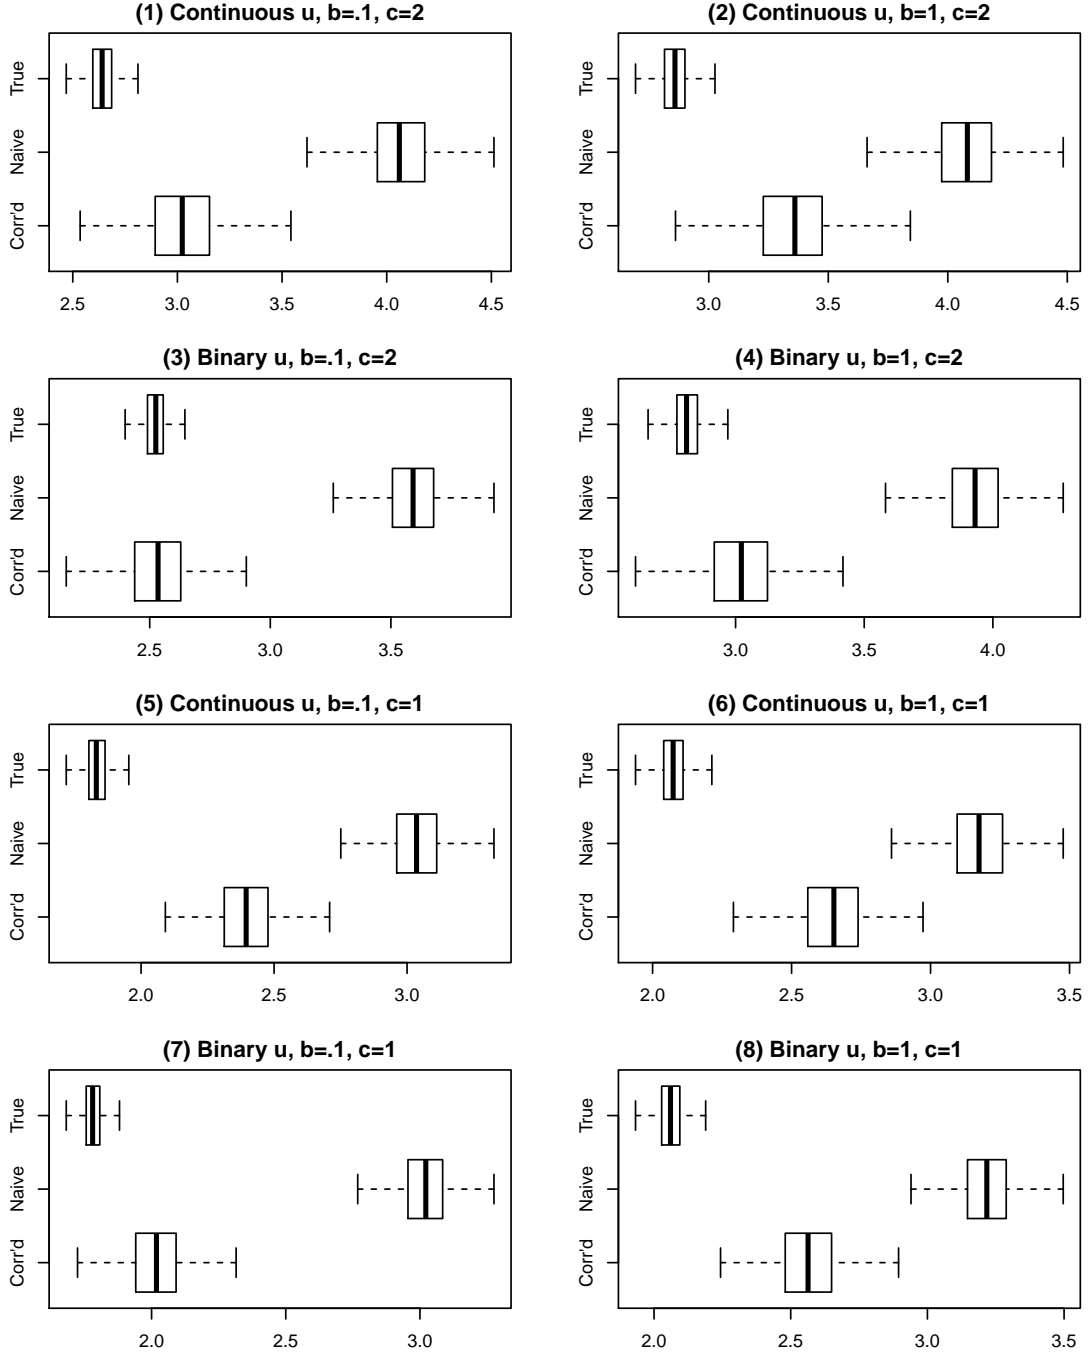 (1) Continuous u, b=.1, c=2
True
Naive
Corr'd
2.5 3.0 3.5 4.0 4.5
(2) Continuous u, b=1, c=2
True
Naive
Corr'd
3.0 3.5 4.0 4.5
(3) Binary u, b=.1, c=2
True
Naive
Corr'd
2.5 3.0 3.5
(4) Binary u, b=1, c=2
True
Naive
Corr'd
3.0 3.5 4.0
(5) Continuous u, b=.1, c=1
True
Naive
Corr'd
2.0 2.5 3.0
(6) Continuous u, b=1, c=1
True
Naive
Corr'd
2.0 2.5 3.0 3.5
(7) Binary u, b=.1, c=1
True
Naive
Corr'd
2.0 2.5 3.0
(8) Binary u, b=1, c=1
True
Naive
Corr'd
2.0 2.5 3.0 3.5